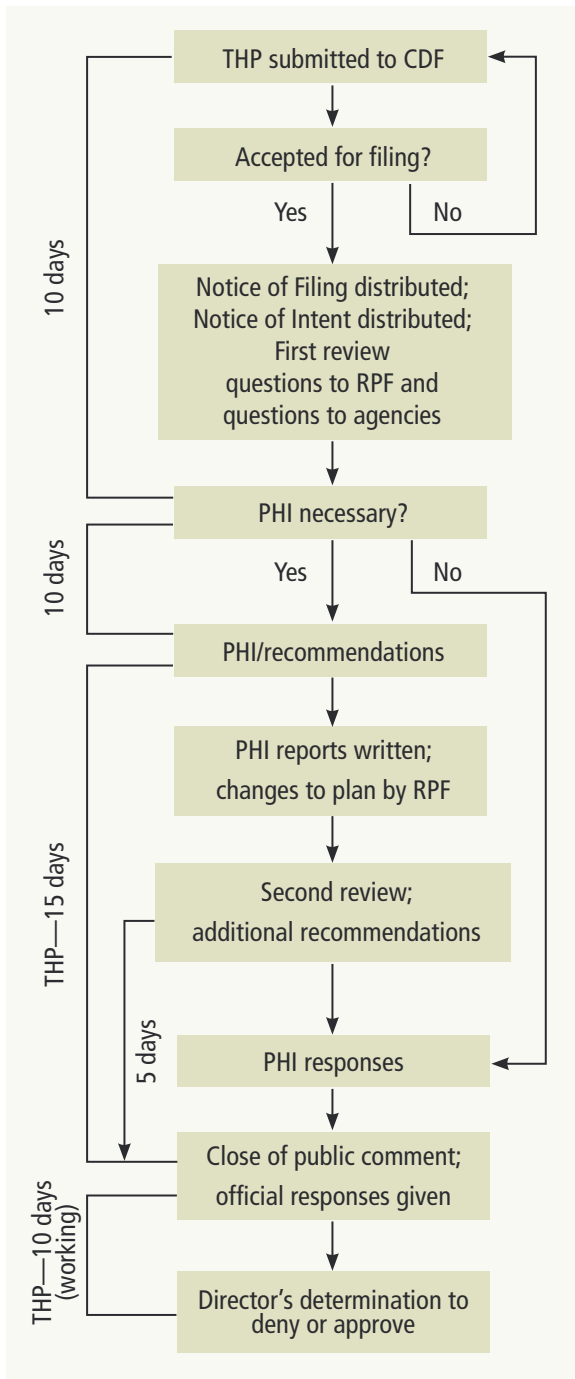 THP submitted to CDF
Accepted for filing?
Yes
No
10 days
Notice of Filing distributed;
Notice of Intent distributed;
First review
questions to RPF and
questions to agencies
PHI necessary?
Yes
No
10 days
PHI/recommendations
PHI reports written;
changes to plan by RPF
THP—15 days
Second review;
additional recommendations
5 days
PHI responses
Close of public comment;
official responses given
THP—10 days
(working)
Director’s determination to
deny or approve